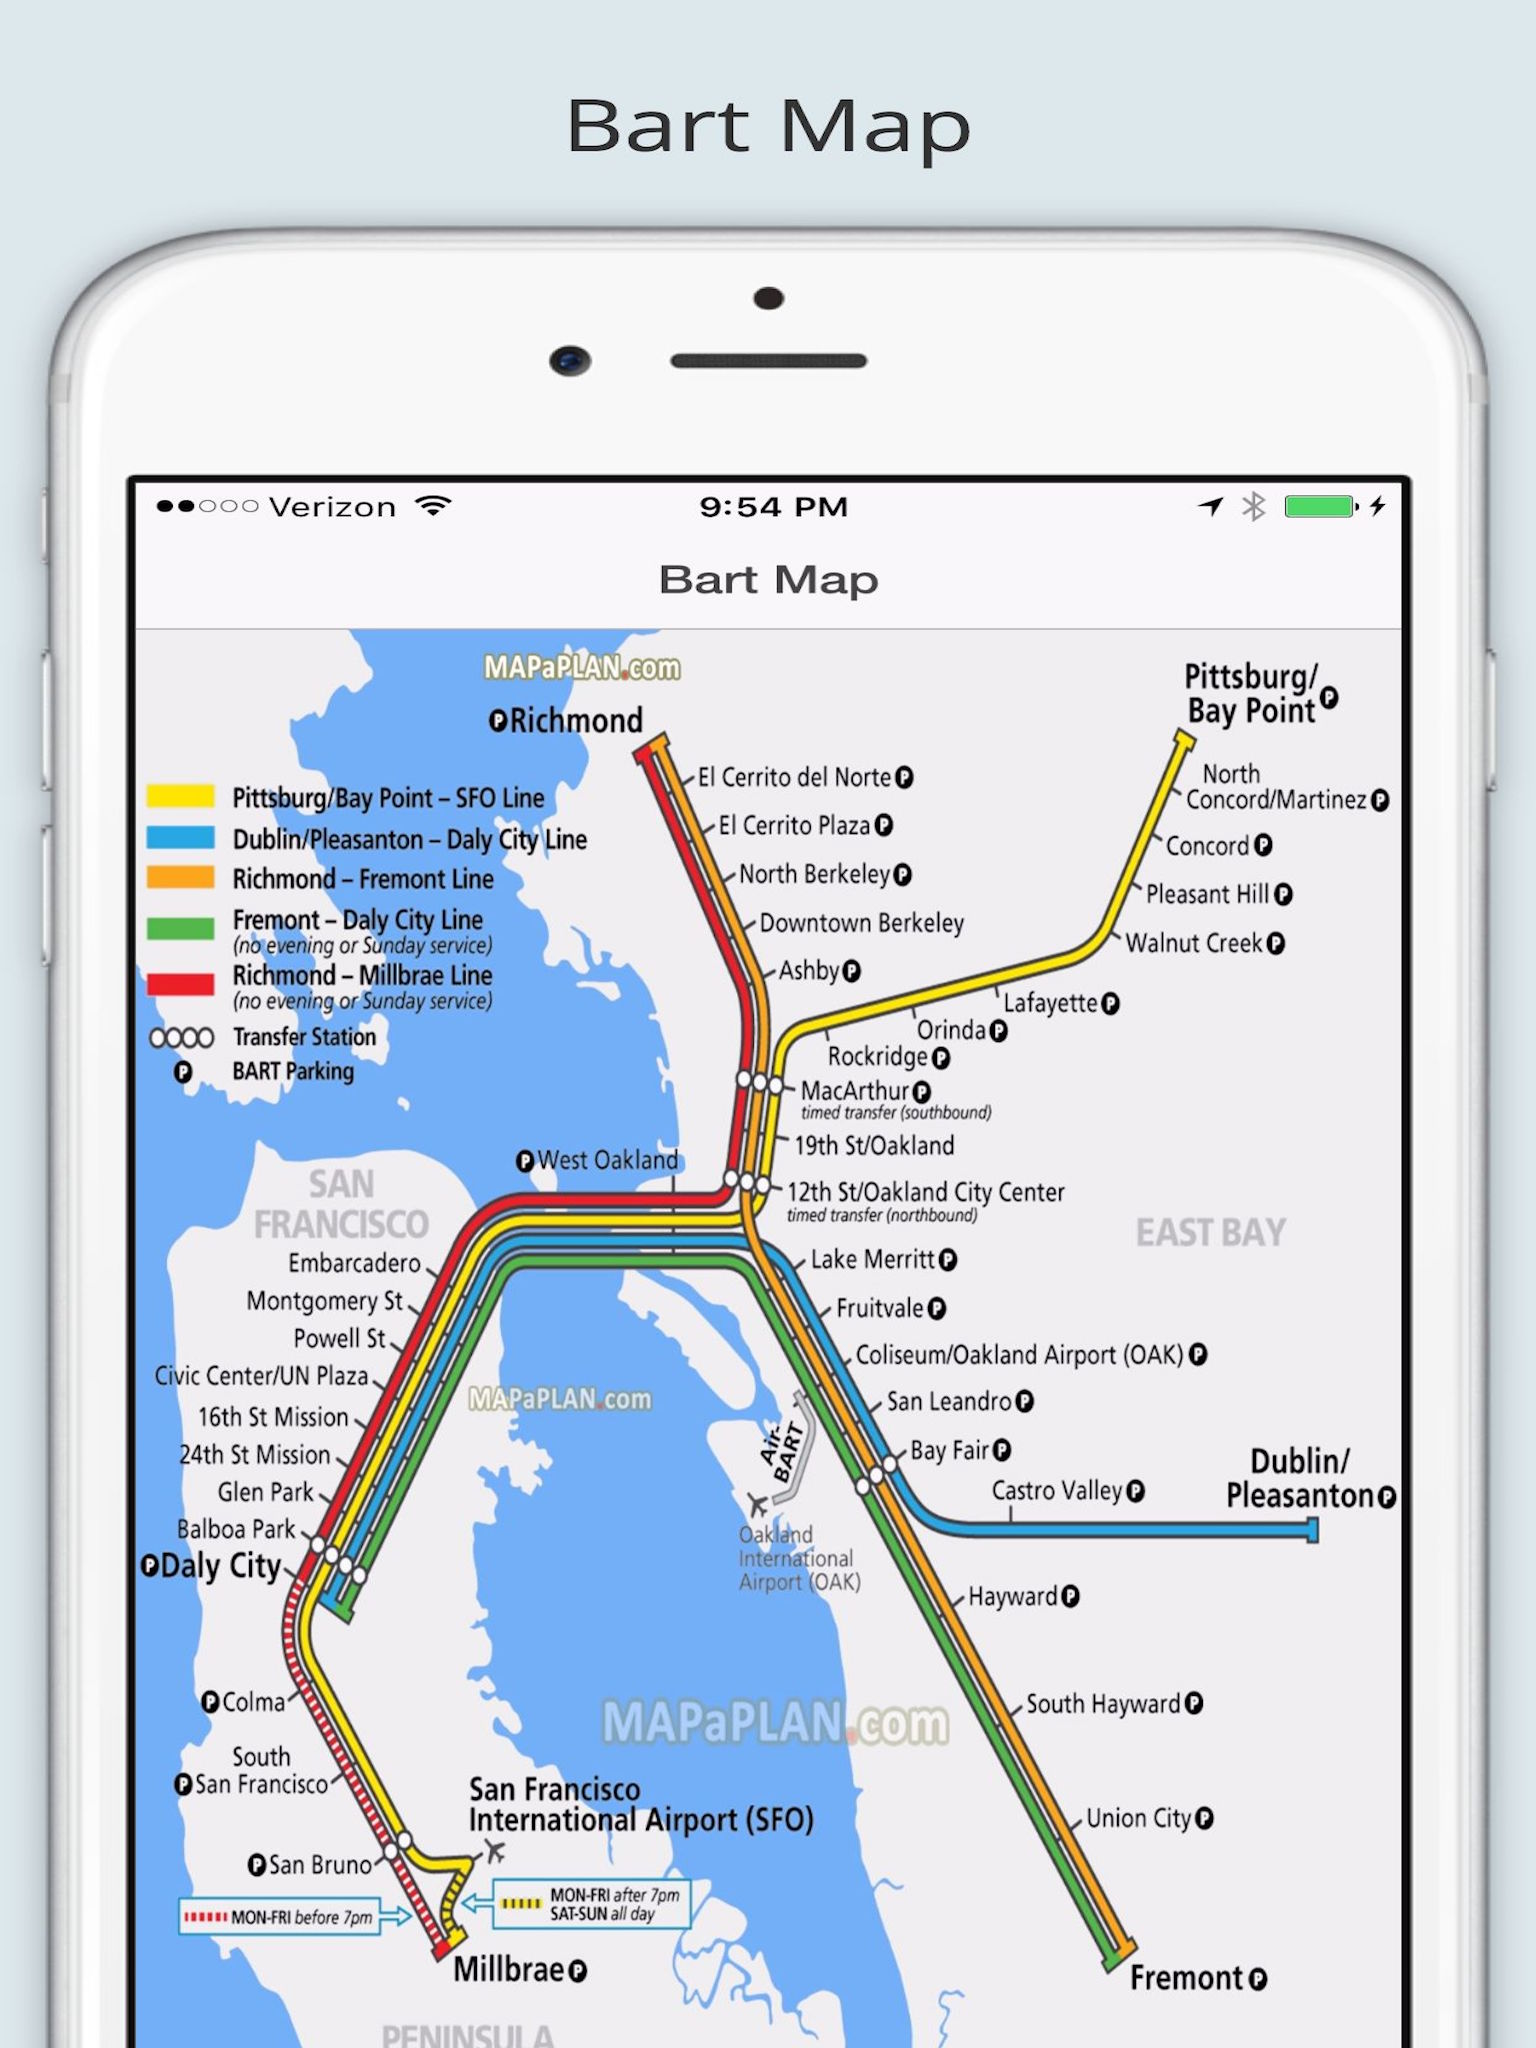 Bart Map
Verizon
9:54 PM
Bart Map
MAPaPLAN.com
Richmond
Pittsburg/
Bay Point
El Cerrito del Norte
El Cerrito Plaza
North Berkeley
Downtown Berkeley
Ashby
North
Concord/Martinez
Concord
Pleasant Hill
Walnut Creek
Lafayette
Orinda
Rockridge
Pittsburg/Bay Point – SFO Line
Dublin/Pleasanton – Daly City Line
Richmond – Fremont Line
Fremont – Daly City Line
(no evening or Sunday service)
Richmond – Millbrae Line
(no evening or Sunday service)
Transfer Station
P BART Parking
MacArthur
timed transfer (southbound)
19th St/Oakland
12th St/Oakland City Center
timed transfer (northbound)
West Oakland
SAN
FRANCISCO
EAST BAY
Embarcadero
Montgomery St
Powell St
Civic Center/UN Plaza
16th St Mission
24th St Mission
Glen Park
Balboa Park
Daly City
Lake Merritt
Fruitvale
Coliseum/Oakland Airport (OAK)
San Leandro
Bay Fair
Castro Valley
Dublin/
Pleasanton
MAPaPLAN.com
Air-
BART
Oakland
International
Airport (OAK)
Hayward
South Hayward
Union City
Fremont
Colma
South
San Francisco
San Bruno
MAPaPLAN.com
San Francisco
International Airport (SFO)
MON-FRI before 7pm
MON-FRI after 7pm
SAT-SUN all day
Millbrae
PENINSULA